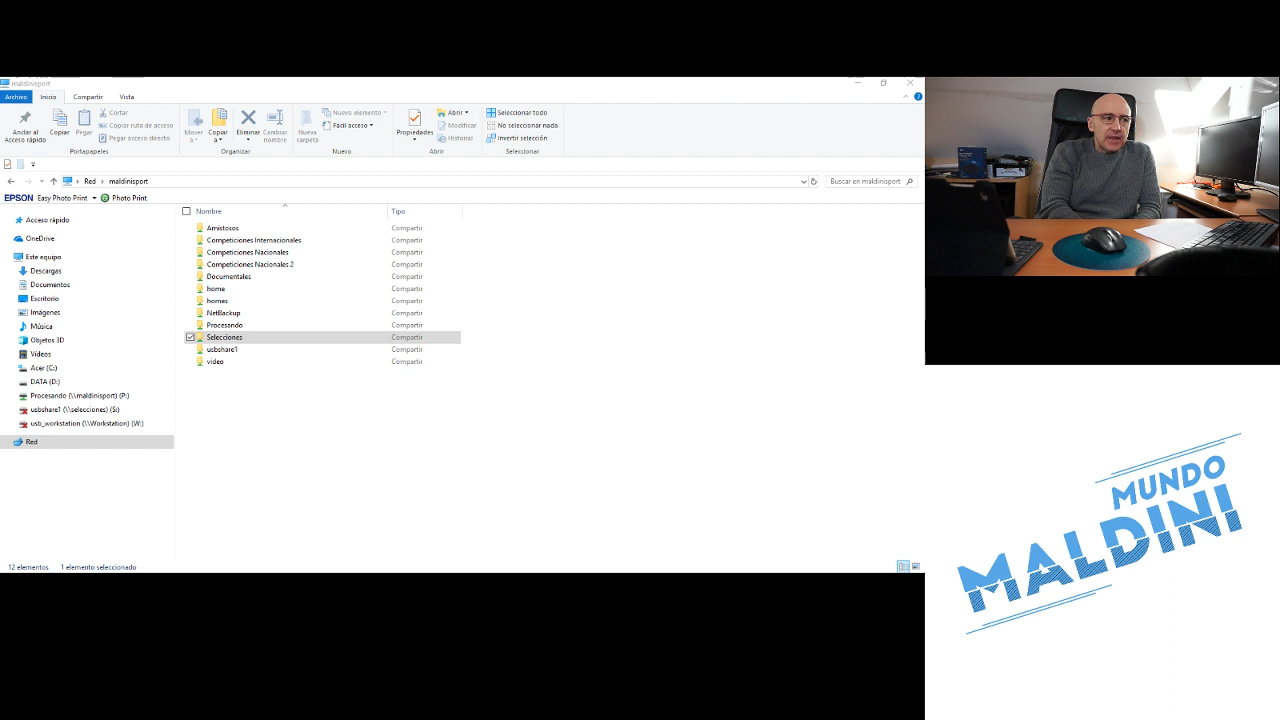 maldinisport
Archivo Inicio Compartir Vista
Anclar al Acceso rápido
Copiar
Pegar
Cortar
Copiar ruta de acceso
Pegar acceso directo
Portapapeles
Mover a
Copiar a
Eliminar
Cambiar nombre
Organizar
Nueva carpeta
Nuevo elemento
Fácil acceso
Nuevo
Propiedades
Abrir
Modificar
Historial
Abrir
Seleccionar todo
No seleccionar nada
Invertir selección
Seleccionar
Red > maldinisport
Buscar en maldinisport
EPSON Easy Photo Print Photo Print
Acceso rápido
OneDrive
Este equipo
Descargas
Documentos
Escritorio
Imágenes
Música
Objetos 3D
Vídeos
Acer (C:)
DATA (D:)
Procesando (\\maldinisport) (P:)
usbshare1 (\\selecciones) (S:)
usb_workstation (\\Workstation) (W:)
Red
Nombre Tipo
Amistosos Compartir
Competiciones Internacionales Compartir
Competiciones Nacionales Compartir
Competiciones Nacionales 2 Compartir
Documentales Compartir
home Compartir
homes Compartir
NetBackup Compartir
Procesando Compartir
Selecciones Compartir
usbshare1 Compartir
video Compartir
12 elementos 1 elemento seleccionado
MUNDO
MALDINI